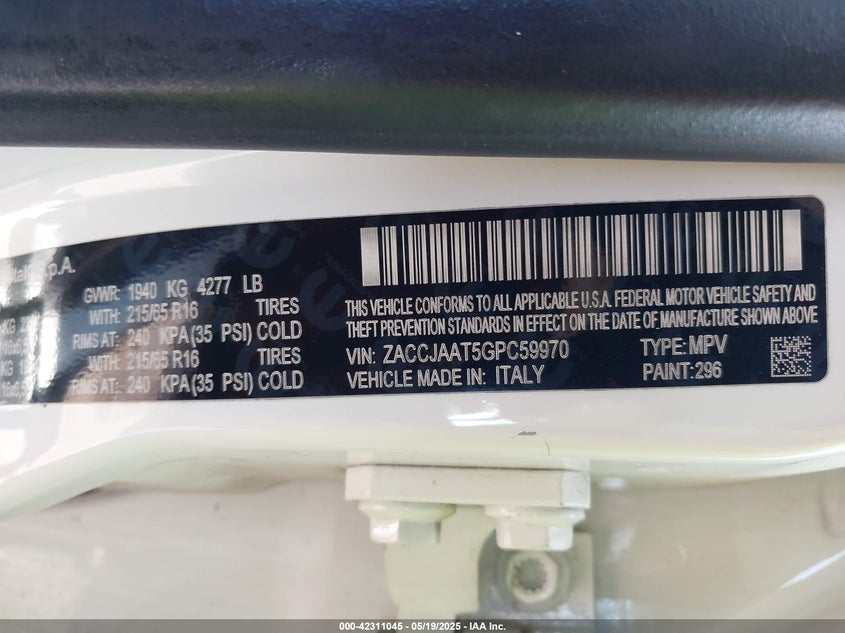 p.A.
GVWR: 1940 KG 4277 LB
WITH: 215/65 R16 TIRES
RIMS AT: 240 KPA(35 PSI) COLD
WITH: 215/65 R16 TIRES
RIMS AT: 240 KPA(35 PSI) COLD
THIS VEHICLE CONFORMS TO ALL APPLICABLE U.S.A. FEDERAL MOTOR VEHICLE SAFETY AND
THEFT PREVENTION STANDARDS IN EFFECT ON THE DATE OF MANUFACTURE SHOWN ABOVE
VIN: ZACCJAAT5GPC59970 TYPE: MPV
VEHICLE MADE IN: ITALY PAINT:296
000-42311045 — 05/19/2025 — IAA Inc.